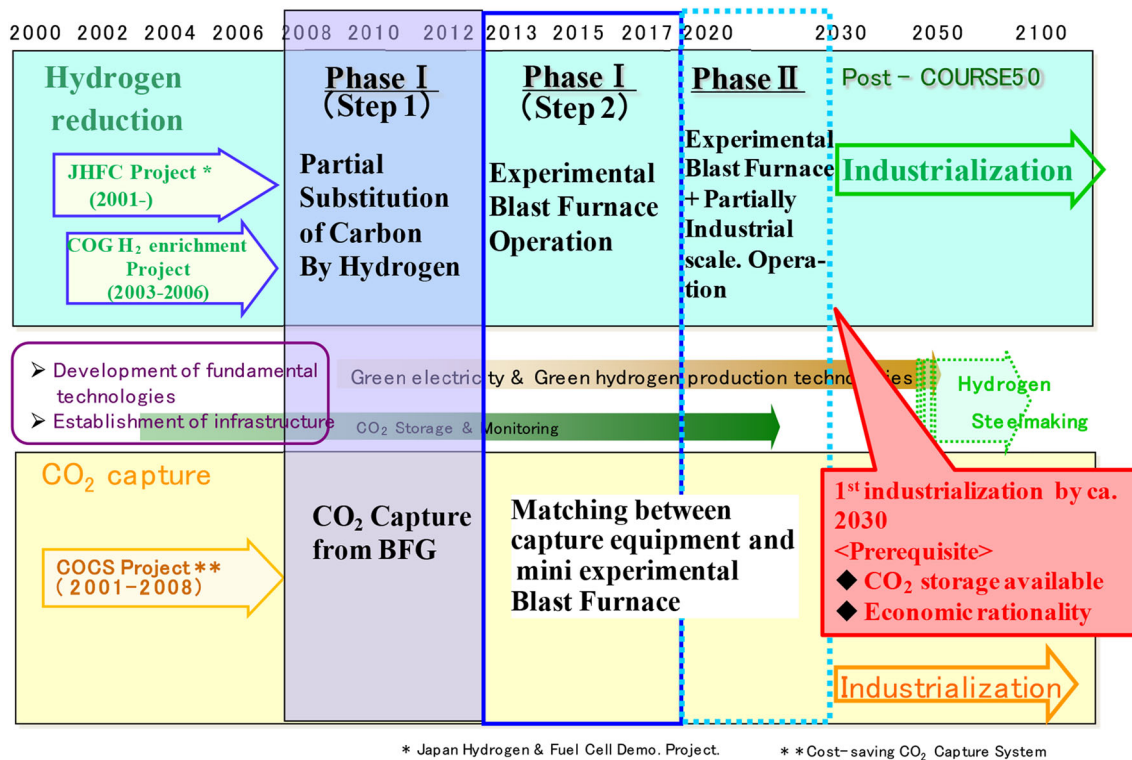 2000 2002 2004 2006 2008 2010 2012 2013 2015 2017 2020 2030 2050 2100
Hydrogen
reduction
JHFC Project *
(2001-)
COG H₂ enrichment
Project
(2003-2006)
Phase Ⅰ
(Step 1)
Partial
Substitution
of Carbon
By Hydrogen
Phase Ⅰ
(Step 2)
Experimental
Blast Furnace
Operation
Phase Ⅱ
Experimental
Blast Furnace
+ Partially
Industrial
scale. Opera-
tion
Post - COURSE50
Industrialization
➢ Development of fundamental
technologies
➢ Establishment of infrastructure
Green electricity & Green hydrogen production technologies
CO₂ Storage & Monitoring
Hydrogen
Steelmaking
CO₂ capture
COCS Project**
(2001-2008)
CO₂ Capture
from BFG
Matching between
capture equipment and
mini experimental
Blast Furnace
1st industrialization by ca.
2030
<Prerequisite>
◆ CO₂ storage available
◆ Economic rationality
Industrialization
* Japan Hydrogen & Fuel Cell Demo. Project.
**Cost-saving CO₂ Capture System